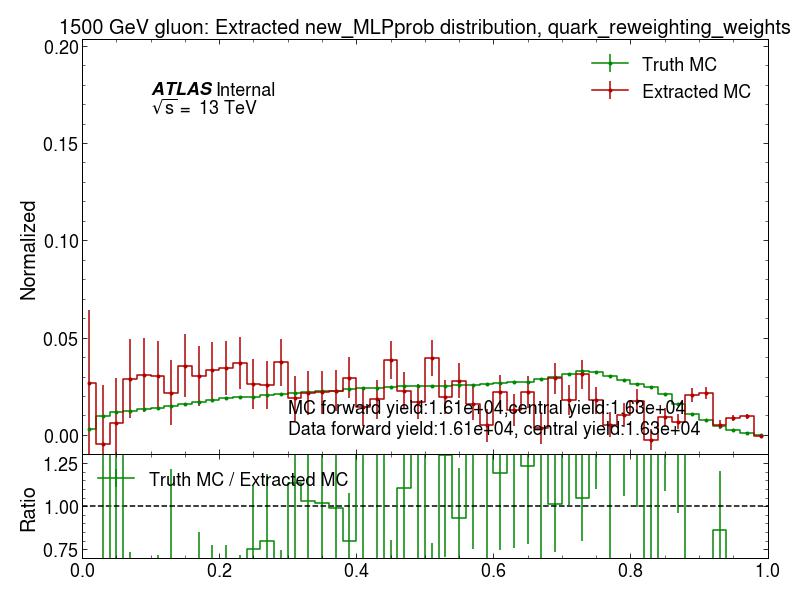 1500 GeV gluon: Extracted new_MLPprob distribution, quark_reweighting_weights
0.20
0.15
0.10
0.05
0.00
Normalized
ATLAS Internal
√s = 13 TeV
Truth MC
Extracted MC
MC forward yield:1.61e+04,central yield:1.63e+04
Data forward yield:1.61e+04, central yield:1.63e+04
1.25
1.00
0.75
Ratio
Truth MC / Extracted MC
0.0 0.2 0.4 0.6 0.8 1.0